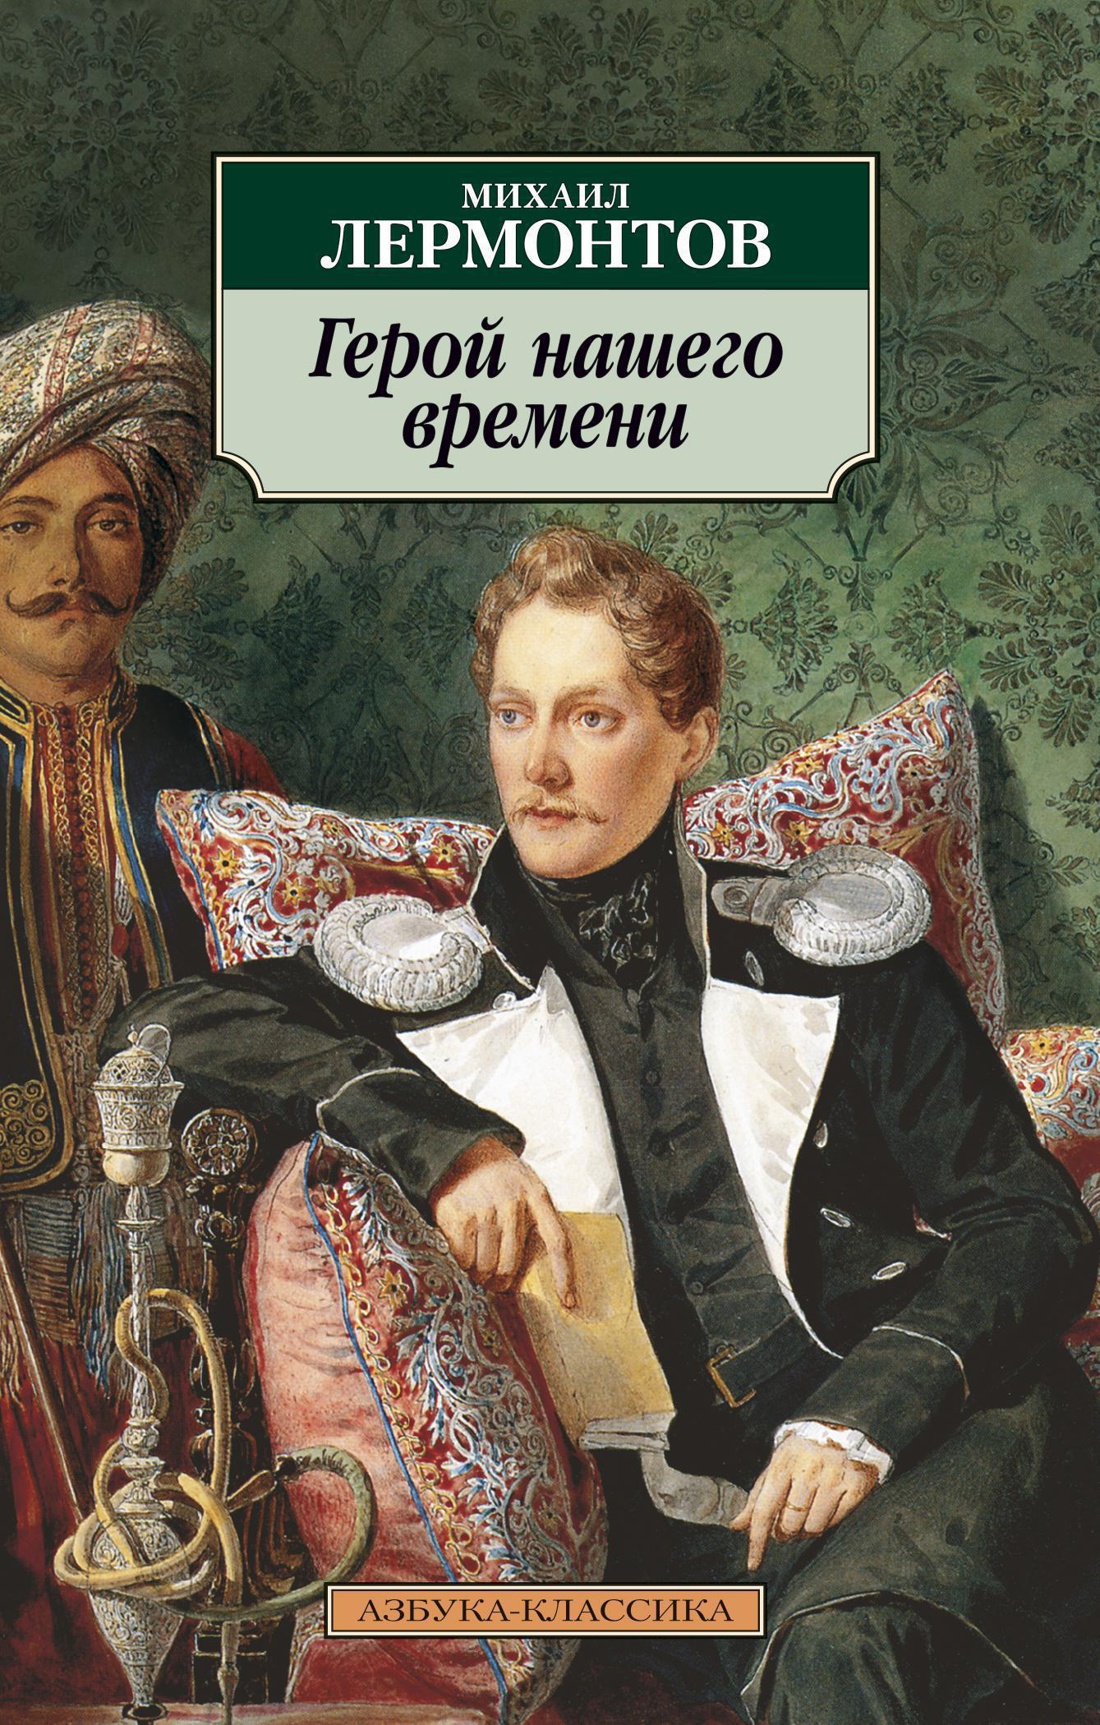 МИХАИЛ
ЛЕРМОНТОВ
Герой нашего
времени
АЗБУКА-КЛАССИКА